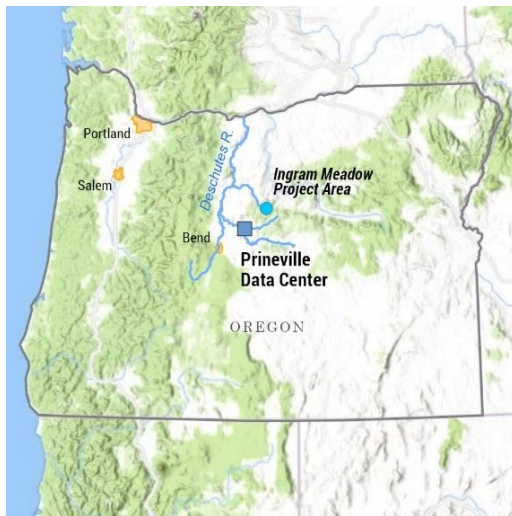 Portland
Salem
Deschutes R.
Ingram Meadow
Project Area
Bend
Prineville
Data Center
OREGON